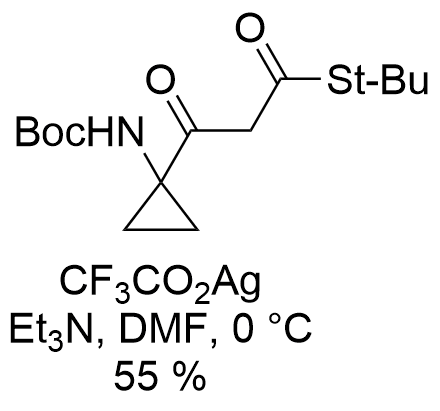 O
O
St-Bu
BocHN
CF₃CO₂Ag
Et₃N, DMF, 0 °C
55 %